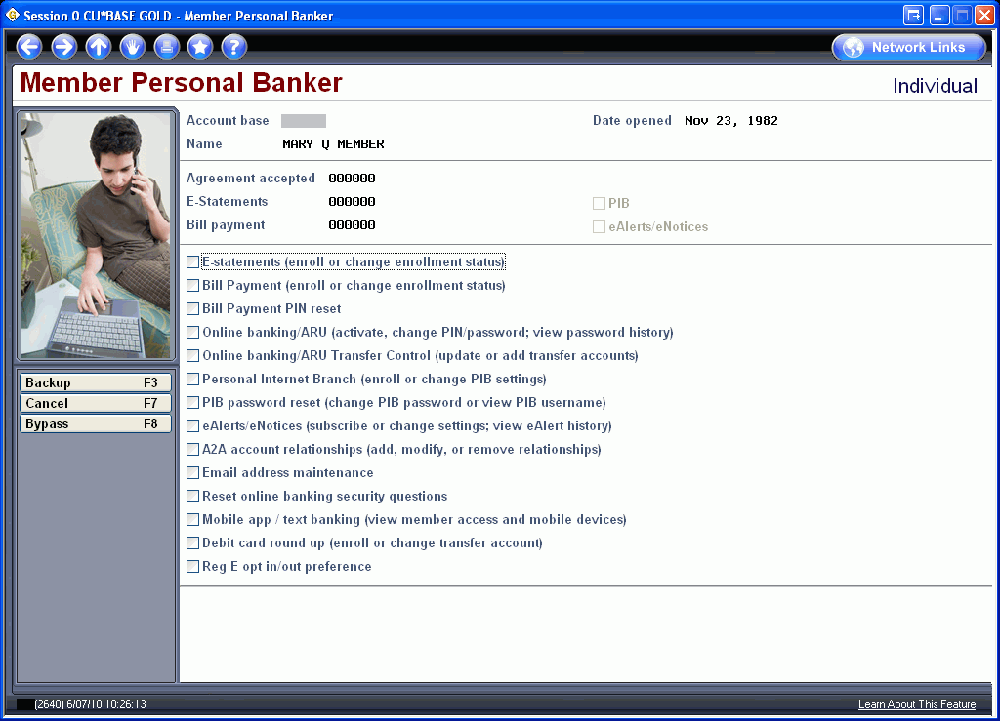 Session 0 CU*BASE GOLD - Member Personal Banker
?
Network Links
Member Personal Banker
Individual
Account base
Date opened Nov 23, 1982
Name MARY Q MEMBER
Agreement accepted 000000
E-Statements 000000
PIB
Bill payment 000000
eAlerts/eNotices
E-statements (enroll or change enrollment status)
Bill Payment (enroll or change enrollment status)
Bill Payment PIN reset
Online banking/ARU (activate, change PIN/password; view password history)
Online banking/ARU Transfer Control (update or add transfer accounts)
Personal Internet Branch (enroll or change PIB settings)
PIB password reset (change PIB password or view PIB username)
eAlerts/eNotices (subscribe or change settings; view eAlert history)
A2A account relationships (add, modify, or remove relationships)
Email address maintenance
Reset online banking security questions
Mobile app / text banking (view member access and mobile devices)
Debit card round up (enroll or change transfer account)
Reg E opt in/out preference
Backup F3
Cancel F7
Bypass F8
(2640) 6/07/10 10:26:13
Learn About This Feature